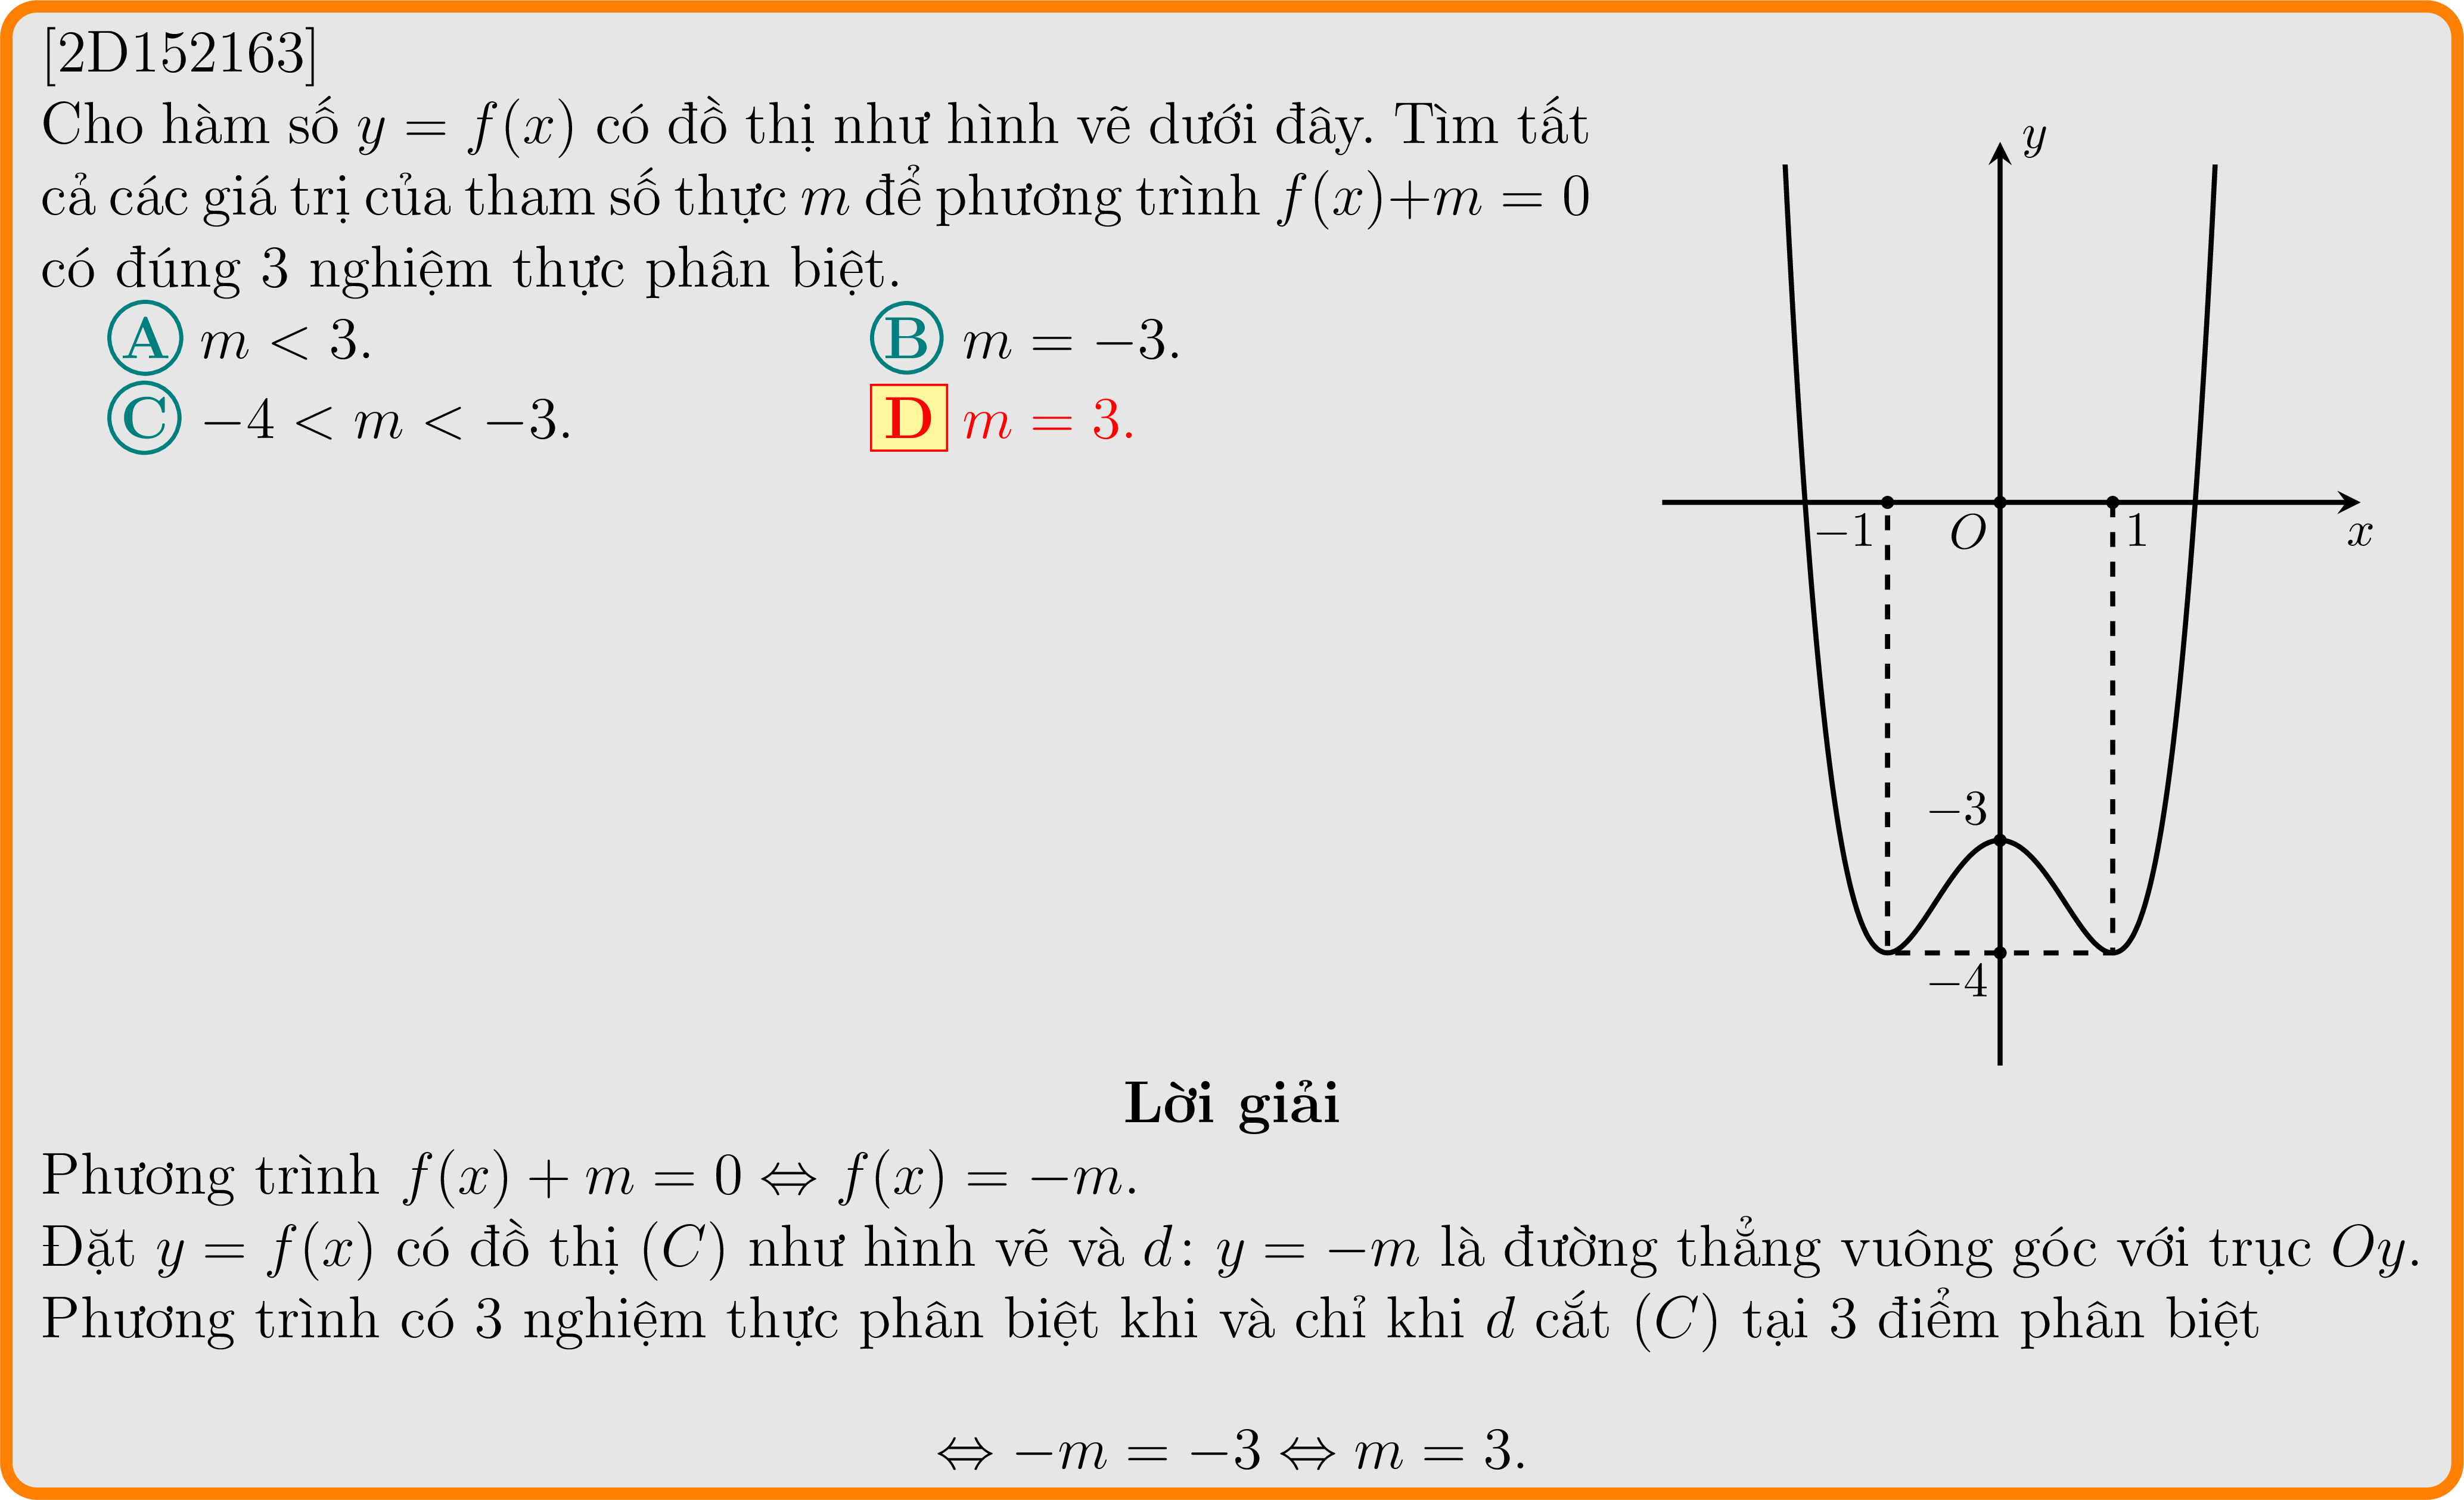 [2D152163]
Cho hàm số y = f(x) có đồ thị như hình vẽ dưới đây. Tìm tất
cả các giá trị của tham số thực m để phương trình f(x)+m = 0
có đúng 3 nghiệm thực phân biệt.
A m < 3.
B m = −3.
C −4 < m < −3.
D m = 3.
y
−1
O
1
x
−3
−4
Lời giải
Phương trình f(x) + m = 0 ⇔ f(x) = −m.
Đặt y = f(x) có đồ thị (C) như hình vẽ và d: y = −m là đường thẳng vuông góc với trục Oy.
Phương trình có 3 nghiệm thực phân biệt khi và chỉ khi d cắt (C) tại 3 điểm phân biệt
⇔ −m = −3 ⇔ m = 3.